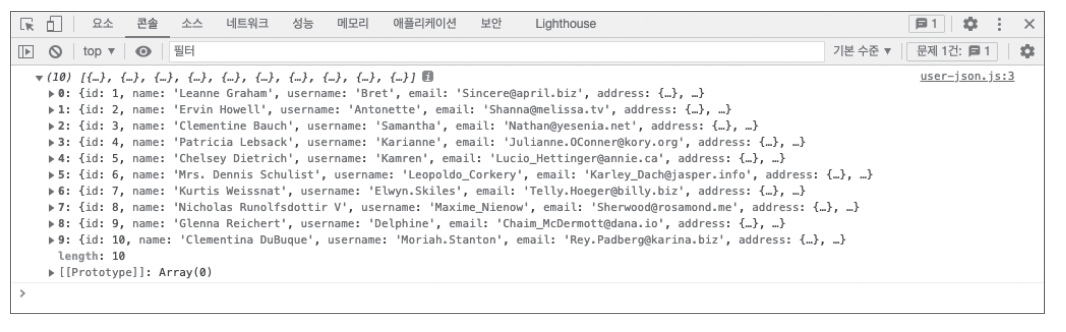 요소 콘솔 소스 네트워크 성능 메모리 애플리케이션 보안 Lighthouse 1
top ▼ 필터 기본 수준 ▼ 문제 1건: 1
▼(10) [{…}, {…}, {…}, {…}, {…}, {…}, {…}, {…}, {…}, {…}] i user-json.js:3
▶0: {id: 1, name: 'Leanne Graham', username: 'Bret', email: 'Sincere@april.biz', address: {…}, …}
▶1: {id: 2, name: 'Ervin Howell', username: 'Antonette', email: 'Shanna@melissa.tv', address: {…}, …}
▶2: {id: 3, name: 'Clementine Bauch', username: 'Samantha', email: 'Nathan@yesenia.net', address: {…}, …}
▶3: {id: 4, name: 'Patricia Lebsack', username: 'Karianne', email: 'Julianne.OConner@kory.org', address: {…}, …}
▶4: {id: 5, name: 'Chelsey Dietrich', username: 'Kamren', email: 'Lucio_Hettinger@annie.ca', address: {…}, …}
▶5: {id: 6, name: 'Mrs. Dennis Schulist', username: 'Leopoldo_Corkery', email: 'Karley_Dach@jasper.info', address: {…}, …}
▶6: {id: 7, name: 'Kurtis Weissnat', username: 'Elwyn.Skiles', email: 'Telly.Hoeger@billy.biz', address: {…}, …}
▶7: {id: 8, name: 'Nicholas Runolfsdottir V', username: 'Maxime_Nienow', email: 'Sherwood@rosamond.me', address: {…}, …}
▶8: {id: 9, name: 'Glenna Reichert', username: 'Delphine', email: 'Chaim_McDermott@dana.io', address: {…}, …}
▶9: {id: 10, name: 'Clementina DuBuque', username: 'Moriah.Stanton', email: 'Rey.Padberg@karina.biz', address: {…}, …}
length: 10
▶[[Prototype]]: Array(0)
>